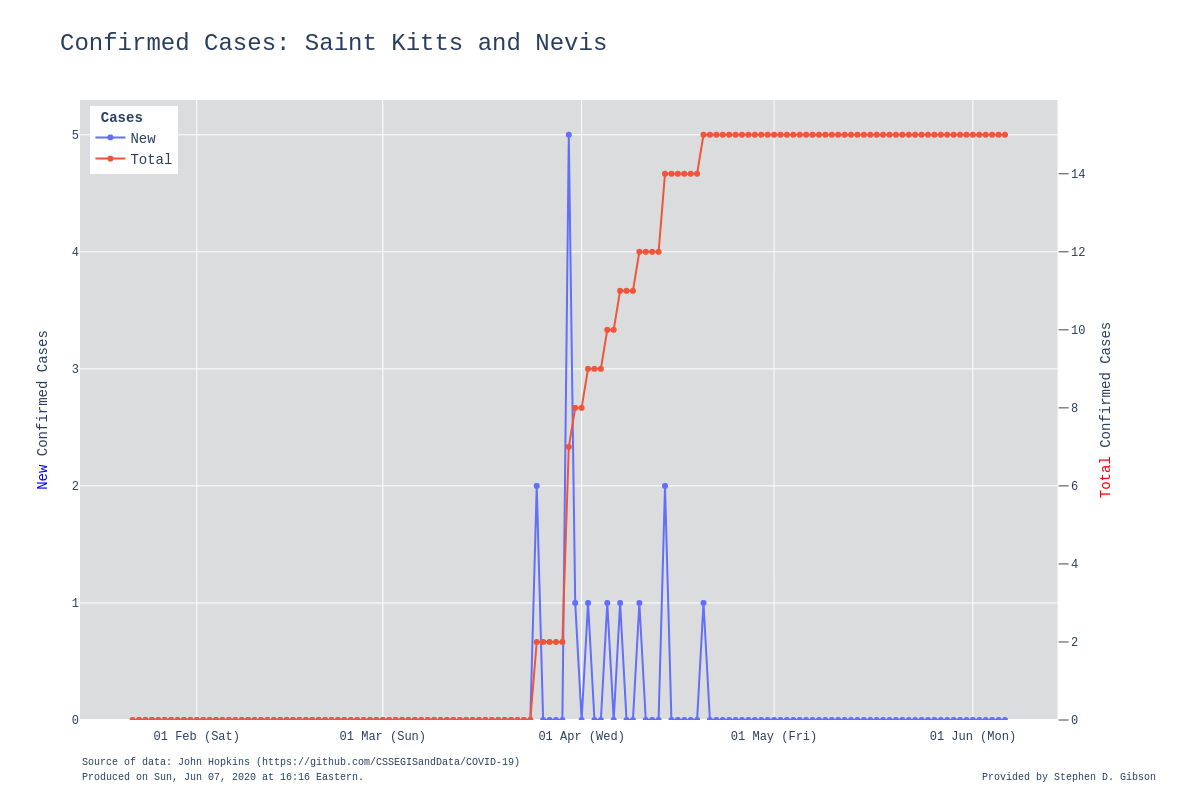 Confirmed Cases: Saint Kitts and Nevis
Cases
New
Total
5
4
3
2
1
0
New Confirmed Cases
14
12
10
8
6
4
2
0
Total Confirmed Cases
01 Feb (Sat)
01 Mar (Sun)
01 Apr (Wed)
01 May (Fri)
01 Jun (Mon)
Source of data: John Hopkins (https://github.com/CSSEGISandData/COVID-19)
Produced on Sun, Jun 07, 2020 at 16:16 Eastern.
Provided by Stephen D. Gibson